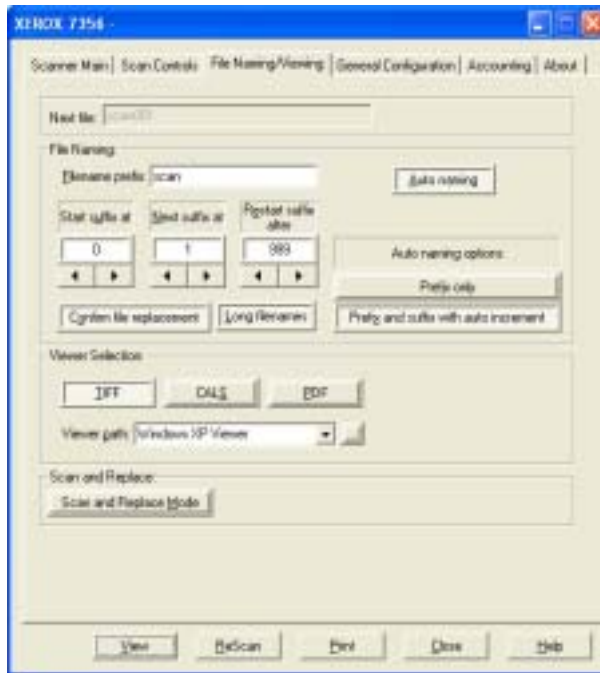 XEROX 7356 -
Scanner Main Scan Controls File Naming/Viewing General Configuration Accounting About
Next file: scan001
File Naming:
Filename prefix: scan
Auto naming
Start suffix at Next suffix at Restart suffix after
0 1 989
Auto naming options:
Prefix only
Confirm file replacement Long filenames Prefix and suffix with auto increment
Viewer Selection:
TIFF CALS PDF
Viewer path: Windows XP Viewer
Scan and Replace:
Scan and Replace Mode
View ReScan Print Close Help